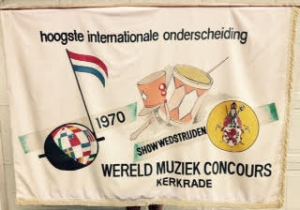 hoogste internationale onderscheiding
1970
SHOWWEDSTRIJDEN
WERELD MUZIEK CONCOURS
KERKRADE